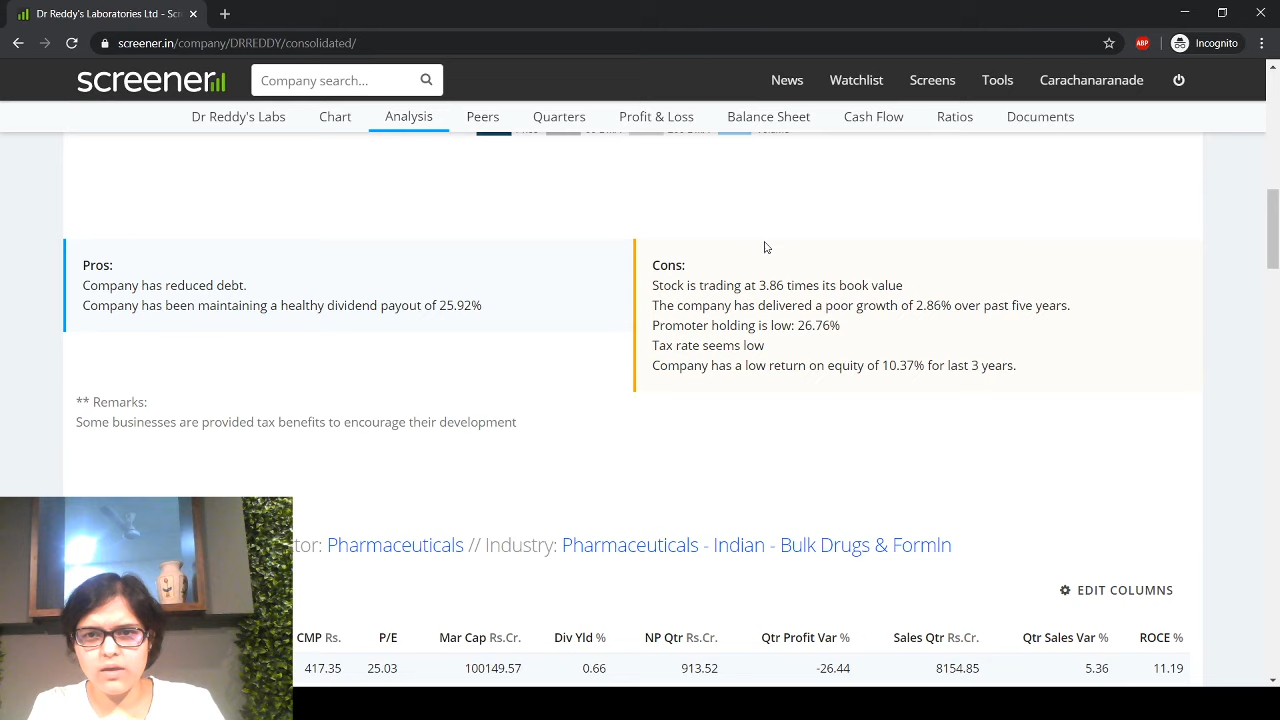 Dr Reddy's Laboratories Ltd - Scr
screener.in/company/DRREDDY/consolidated/
ABP
Incognito
screener
Company search...
News
Watchlist
Screens
Tools
Carachanaranade
Dr Reddy's Labs
Chart
Analysis
Peers
Quarters
Profit & Loss
Balance Sheet
Cash Flow
Ratios
Documents
Pros:
Company has reduced debt.
Company has been maintaining a healthy dividend payout of 25.92%
Cons:
Stock is trading at 3.86 times its book value
The company has delivered a poor growth of 2.86% over past five years.
Promoter holding is low: 26.76%
Tax rate seems low
Company has a low return on equity of 10.37% for last 3 years.
** Remarks:
Some businesses are provided tax benefits to encourage their development
tor: Pharmaceuticals // Industry: Pharmaceuticals - Indian - Bulk Drugs & Formln
EDIT COLUMNS
CMP Rs. P/E Mar Cap Rs.Cr. Div Yld % NP Qtr Rs.Cr. Qtr Profit Var % Sales Qtr Rs.Cr. Qtr Sales Var % ROCE %
417.35 25.03 100149.57 0.66 913.52 -26.44 8154.85 5.36 11.19